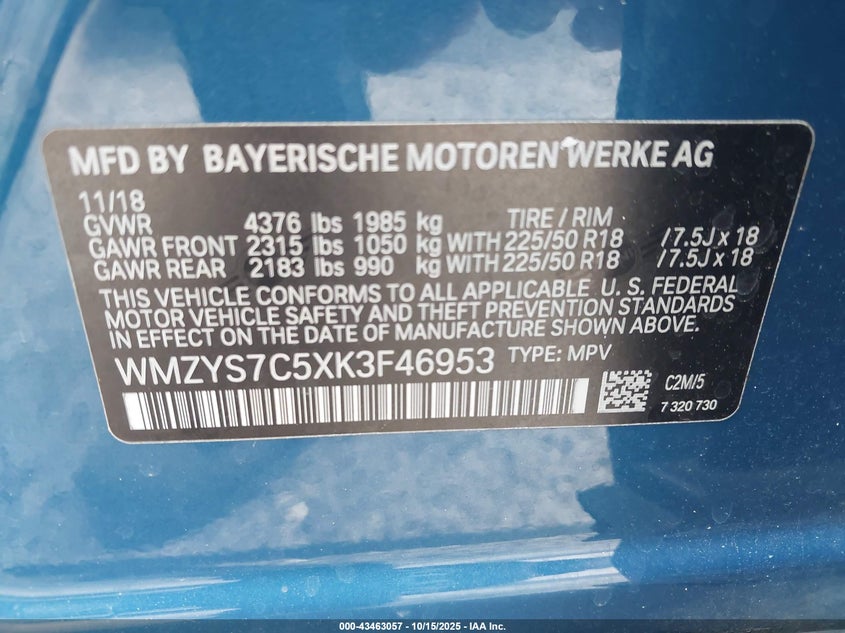 MFD BY BAYERISCHE MOTOREN WERKE AG
11/18
GVWR 4376 lbs 1985 kg TIRE / RIM
GAWR FRONT 2315 lbs 1050 kg WITH 225/50 R18 /7.5J x 18
GAWR REAR 2183 lbs 990 kg WITH 225/50 R18 /7.5J x 18
THIS VEHICLE CONFORMS TO ALL APPLICABLE U. S. FEDERAL
MOTOR VEHICLE SAFETY AND THEFT PREVENTION STANDARDS
IN EFFECT ON THE DATE OF MANUFACTURE SHOWN ABOVE.
WMZYS7C5XK3F46953 TYPE: MPV
C2M/5
7 320 730
000-43463057 - 10/15/2025 - IAA Inc.